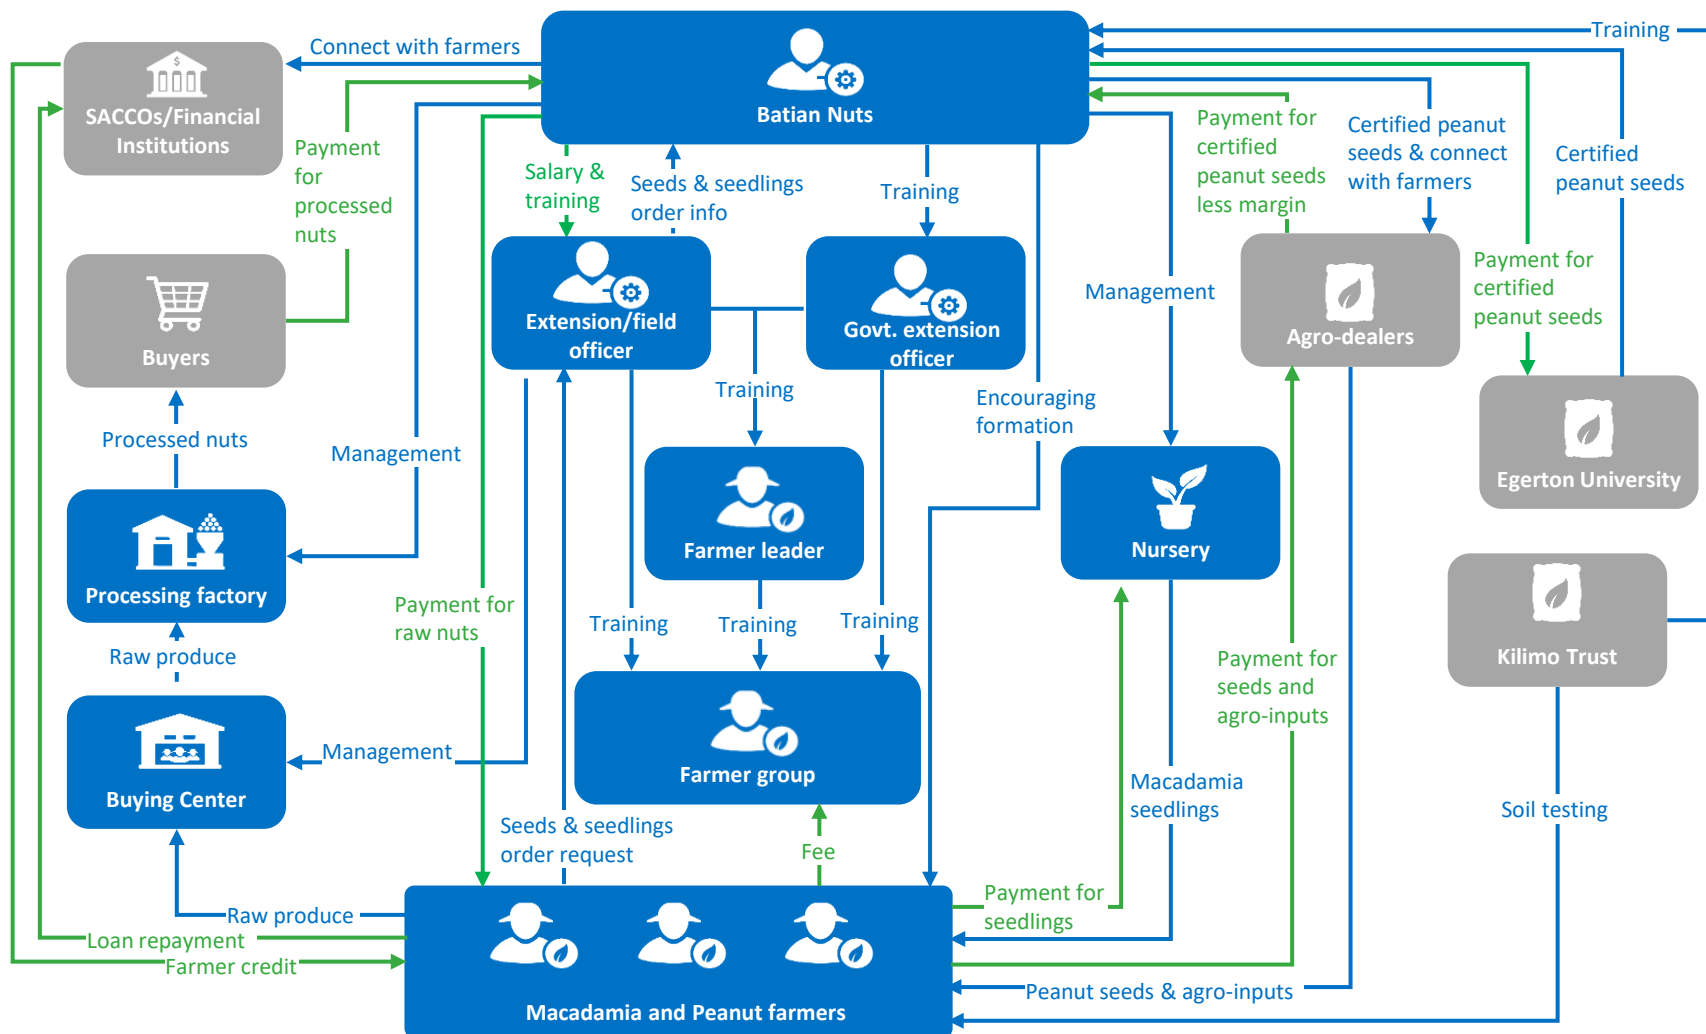 Training
Connect with farmers
Batian Nuts
SACCOs/Financial
Institutions
Payment
for
processed
nuts
Salary &
training
Seeds & seedlings
order info
Training
Payment for
certified
peanut seeds
less margin
Certified peanut
seeds & connect
with farmers
Certified
peanut seeds
Buyers
Extension/field
officer
Govt. extension
officer
Management
Agro-dealers
Payment for
certified
peanut seeds
Training
Encouraging
formation
Processed nuts
Management
Farmer leader
Nursery
Egerton University
Processing factory
Payment for
raw nuts
Training
Training
Training
Kilimo Trust
Raw produce
Payment for
seeds and
agro-inputs
Management
Farmer group
Buying Center
Macadamia
seedlings
Soil testing
Seeds & seedlings
order request
Fee
Payment for
seedlings
Raw produce
Loan repayment
Farmer credit
Peanut seeds & agro-inputs
Macadamia and Peanut farmers